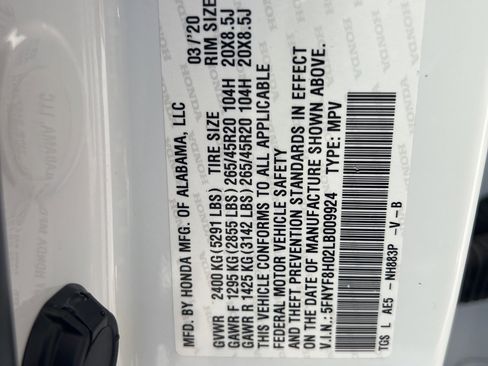 MFD. BY HONDA MFG. OF ALABAMA, LLC 03/'20
TIRE SIZE RIM SIZE
GVWR 2400 KG (5291 LBS)
GAWR F 1295 KG (2855 LBS) 265/45R20 104H 20X8.5J
GAWR R 1425 KG (3142 LBS) 265/45R20 104H 20X8.5J
THIS VEHICLE CONFORMS TO ALL APPLICABLE
FEDERAL MOTOR VEHICLE SAFETY
AND THEFT PREVENTION STANDARDS IN EFFECT
ON THE DATE OF MANUFACTURE SHOWN ABOVE.
V.I.N.: 5FNYF8H02LB009924 TYPE: MPV
TGS L AE5 - NH883P -V -B